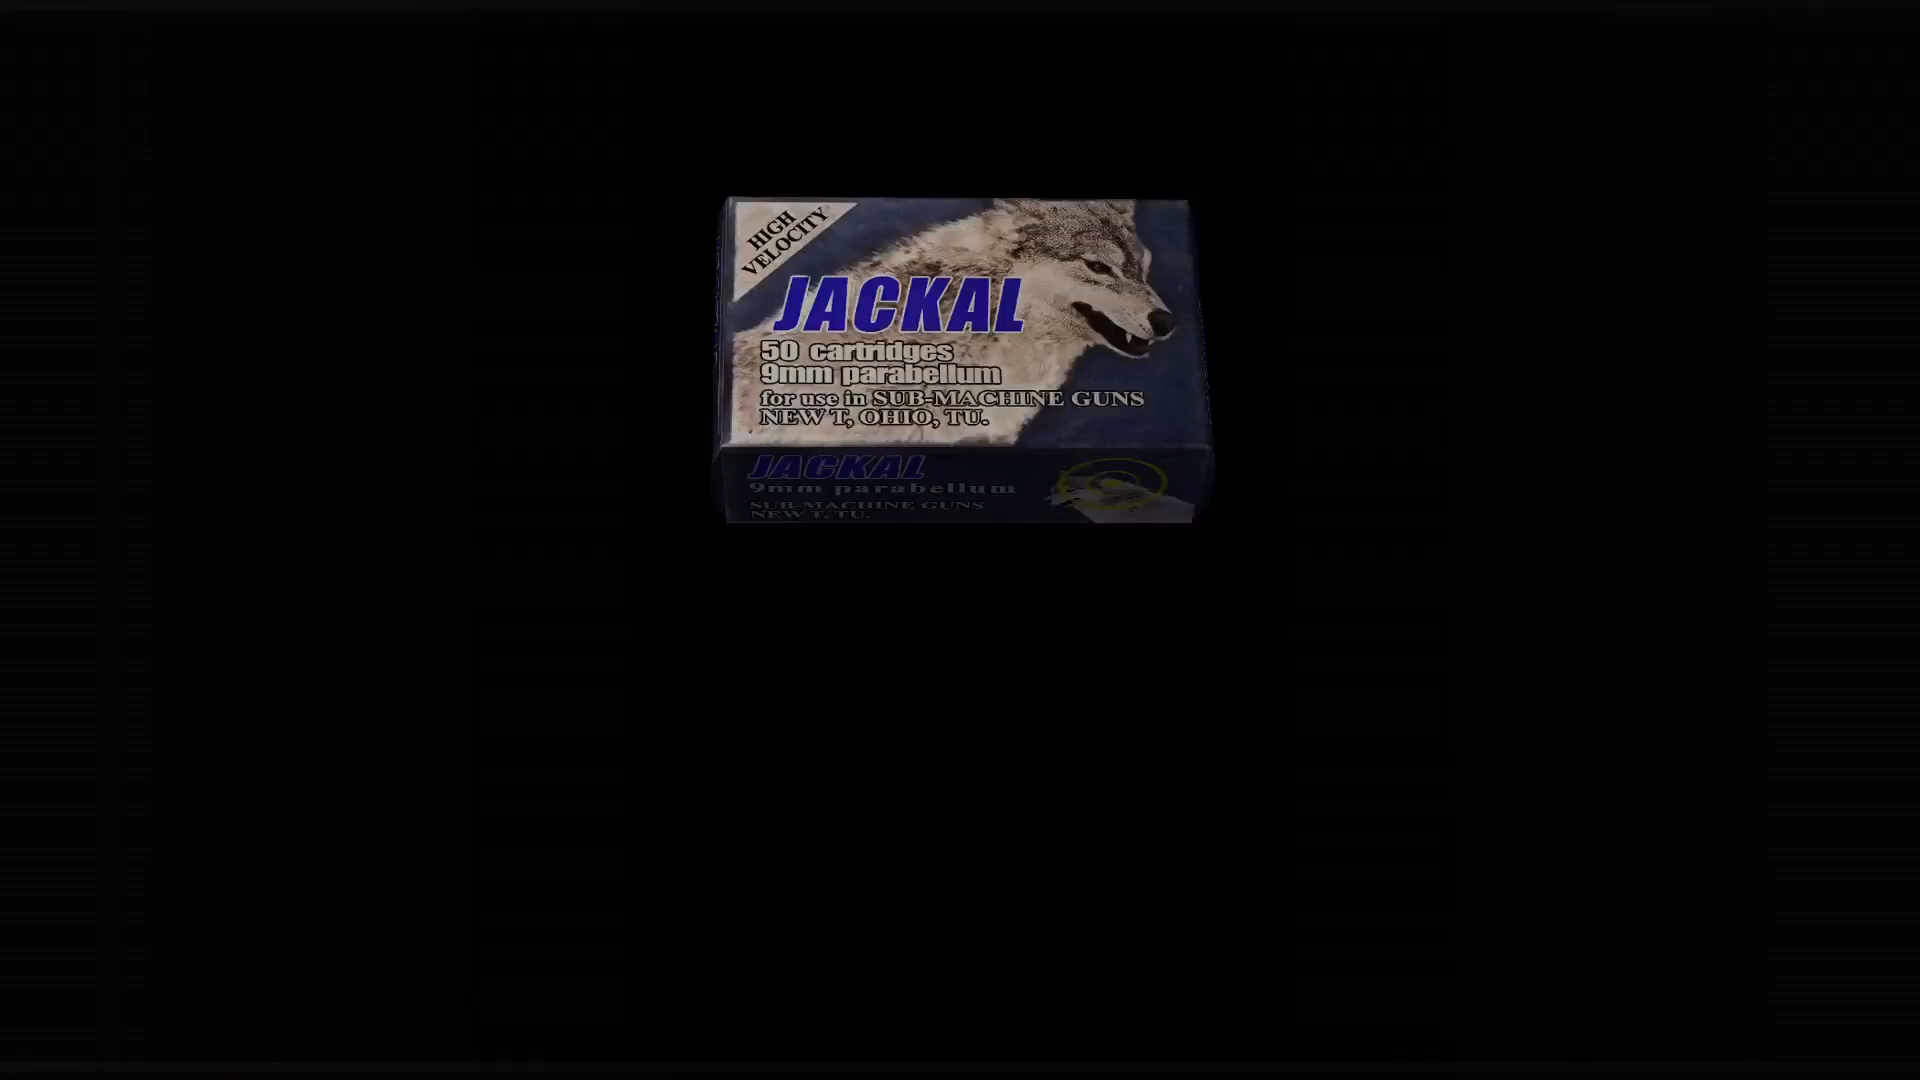 HIGH
VELOCITY
JACKAL
50 cartridges
9mm parabellum
for use in SUB-MACHINE GUNS
NEW T, OHIO, TU.
JACKAL
9mm parabellum
SUB-MACHINE GUNS
NEW T, TU.